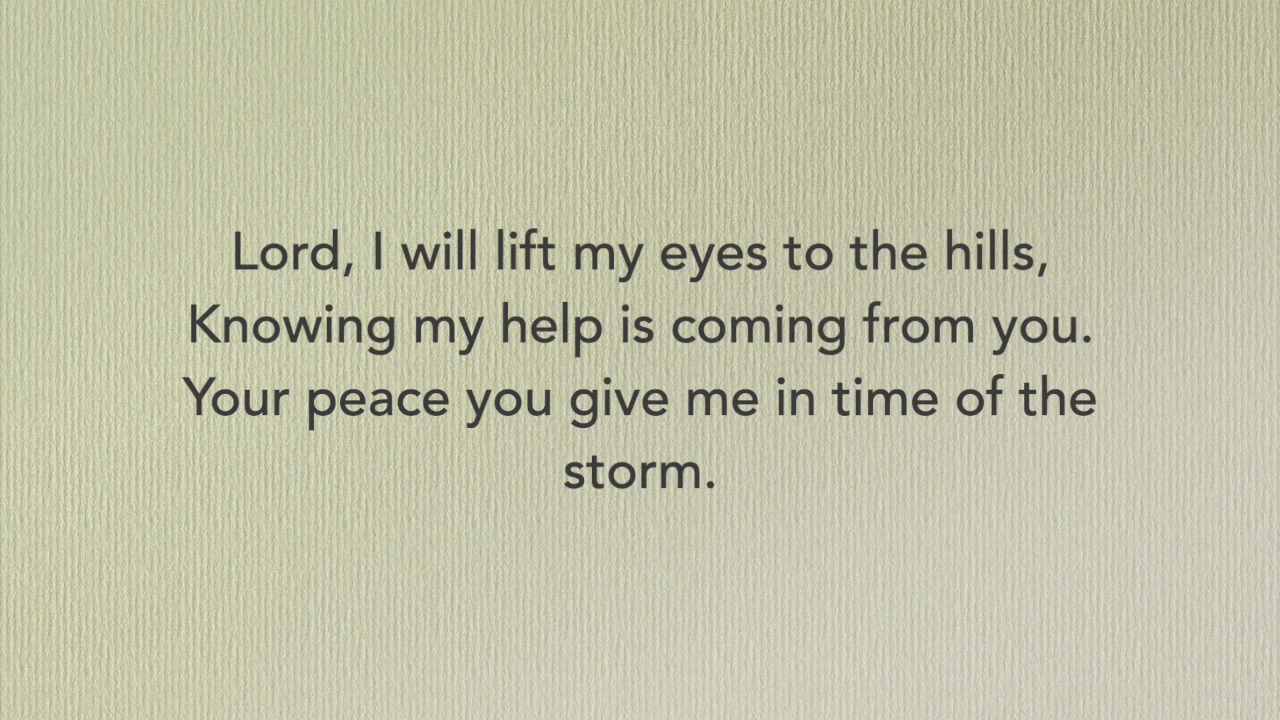 Lord, I will lift my eyes to the hills,
Knowing my help is coming from you.
Your peace you give me in time of the
storm.